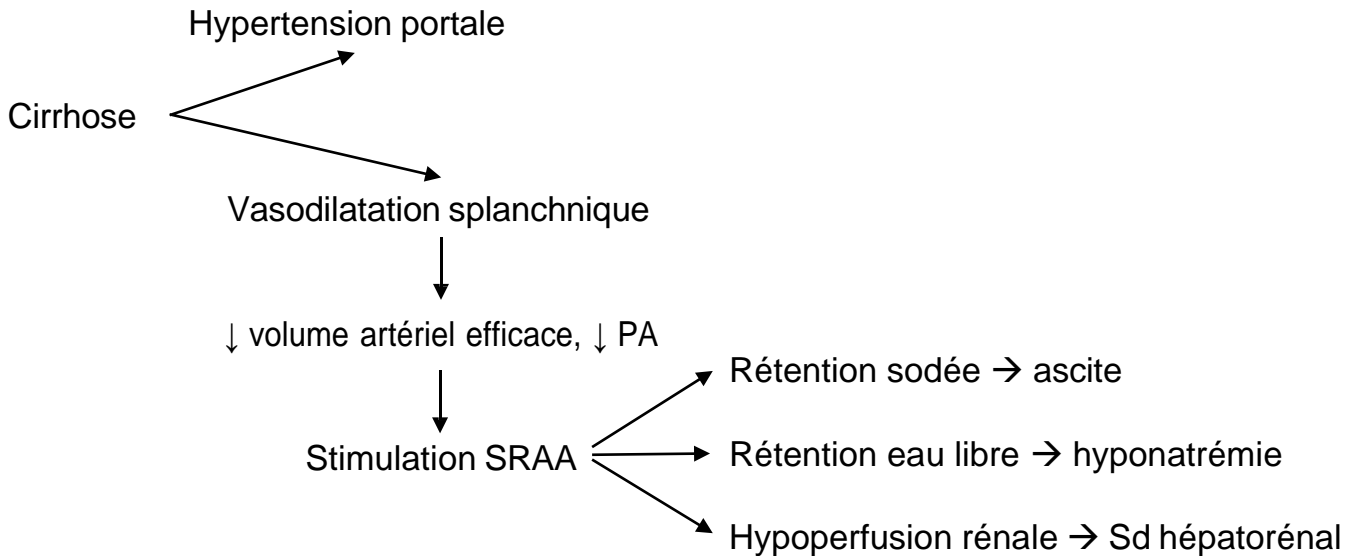 Hypertension portale
Cirrhose
Vasodilatation splanchnique
↓ volume artériel efficace, ↓ PA
Rétention sodée → ascite
Stimulation SRAA
Rétention eau libre → hyponatrémie
Hypoperfusion rénale → Sd hépatorénal